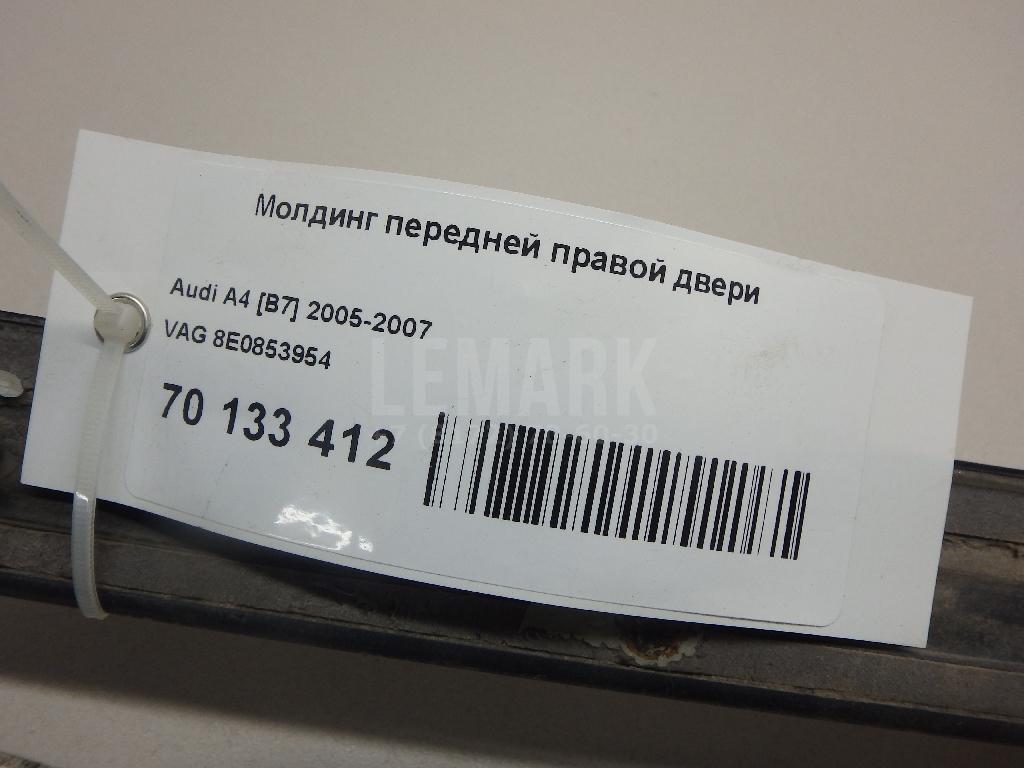 Молдинг передней правой двери
Audi A4 [B7] 2005-2007
VAG 8E0853954
LEMARK
70 133 412